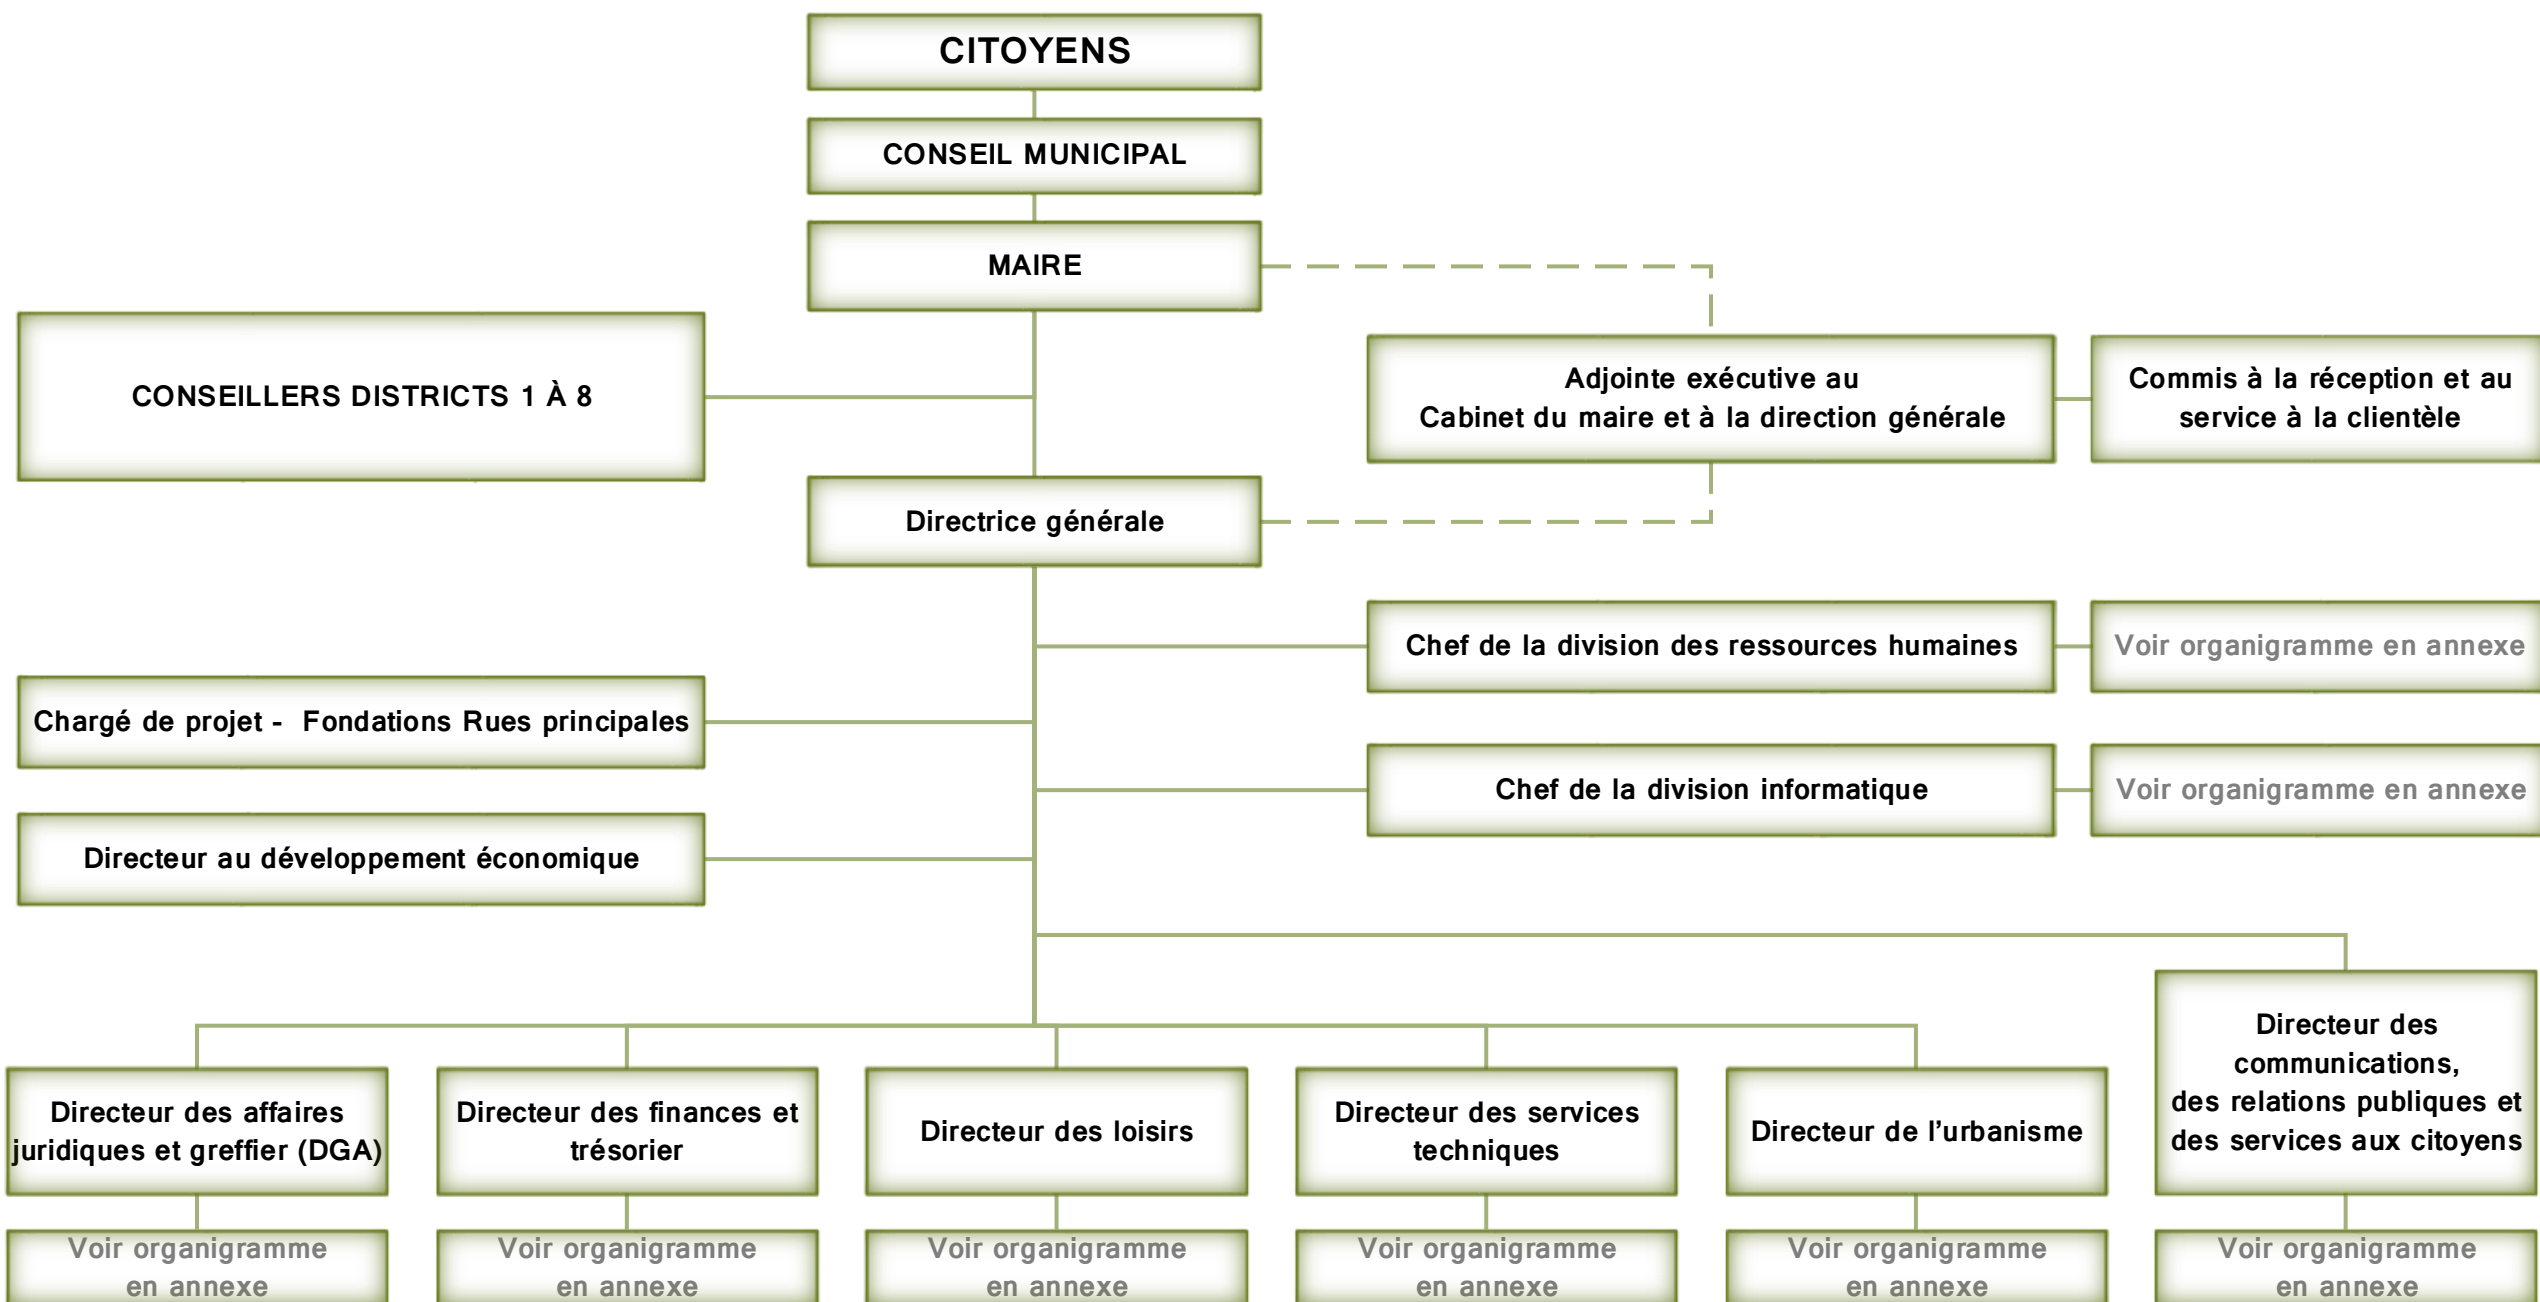 CITOYENS
CONSEIL MUNICIPAL
MAIRE
CONSEILLERS DISTRICTS 1 À 8
Adjointe exécutive au
Cabinet du maire et à la direction générale
Commis à la réception et au
service à la clientèle
Directrice générale
Chef de la division des ressources humaines
Voir organigramme en annexe
Chargé de projet - Fondations Rues principales
Chef de la division informatique
Voir organigramme en annexe
Directeur au développement économique
Directeur des affaires
juridiques et greffier (DGA)
Directeur des finances et
trésorier
Directeur des loisirs
Directeur des services
techniques
Directeur de l'urbanisme
Directeur des
communications,
des relations publiques et
des services aux citoyens
Voir organigramme
en annexe
Voir organigramme
en annexe
Voir organigramme
en annexe
Voir organigramme
en annexe
Voir organigramme
en annexe
Voir organigramme
en annexe